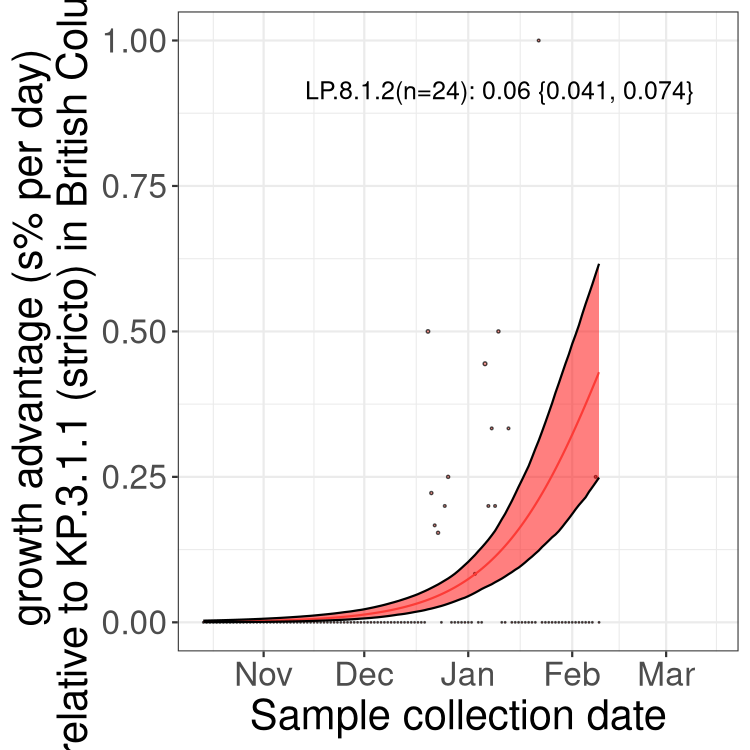 growth advantage (s% per day)
relative to KP.3.1.1 (stricto) in British Colu
1.00
0.75
0.50
0.25
0.00
LP.8.1.2(n=24): 0.06 {0.041, 0.074}
Nov Dec Jan Feb Mar
Sample collection date